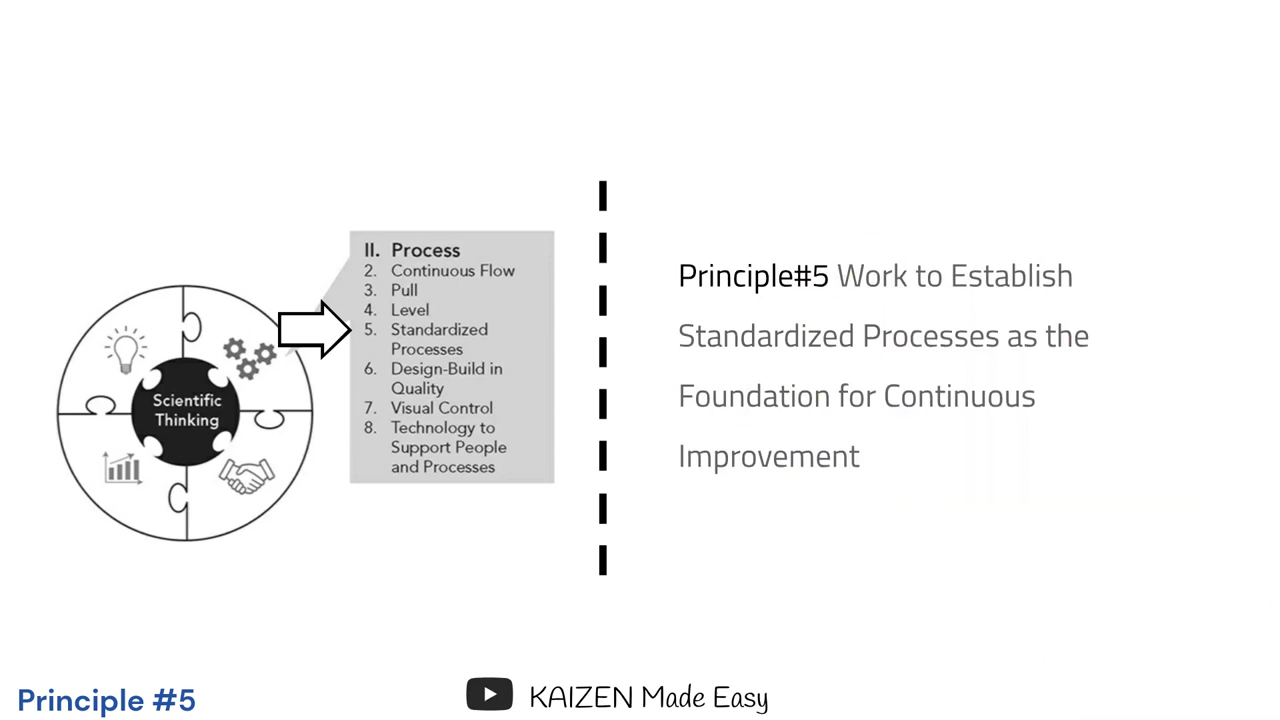 II. Process
2. Continuous Flow
3. Pull
4. Level
5. Standardized
Processes
6. Design-Build in
Quality
7. Visual Control
8. Technology to
Support People
and Processes
Scientific
Thinking
Principle#5 Work to Establish
Standardized Processes as the
Foundation for Continuous
Improvement
Principle #5
KAIZEN Made Easy